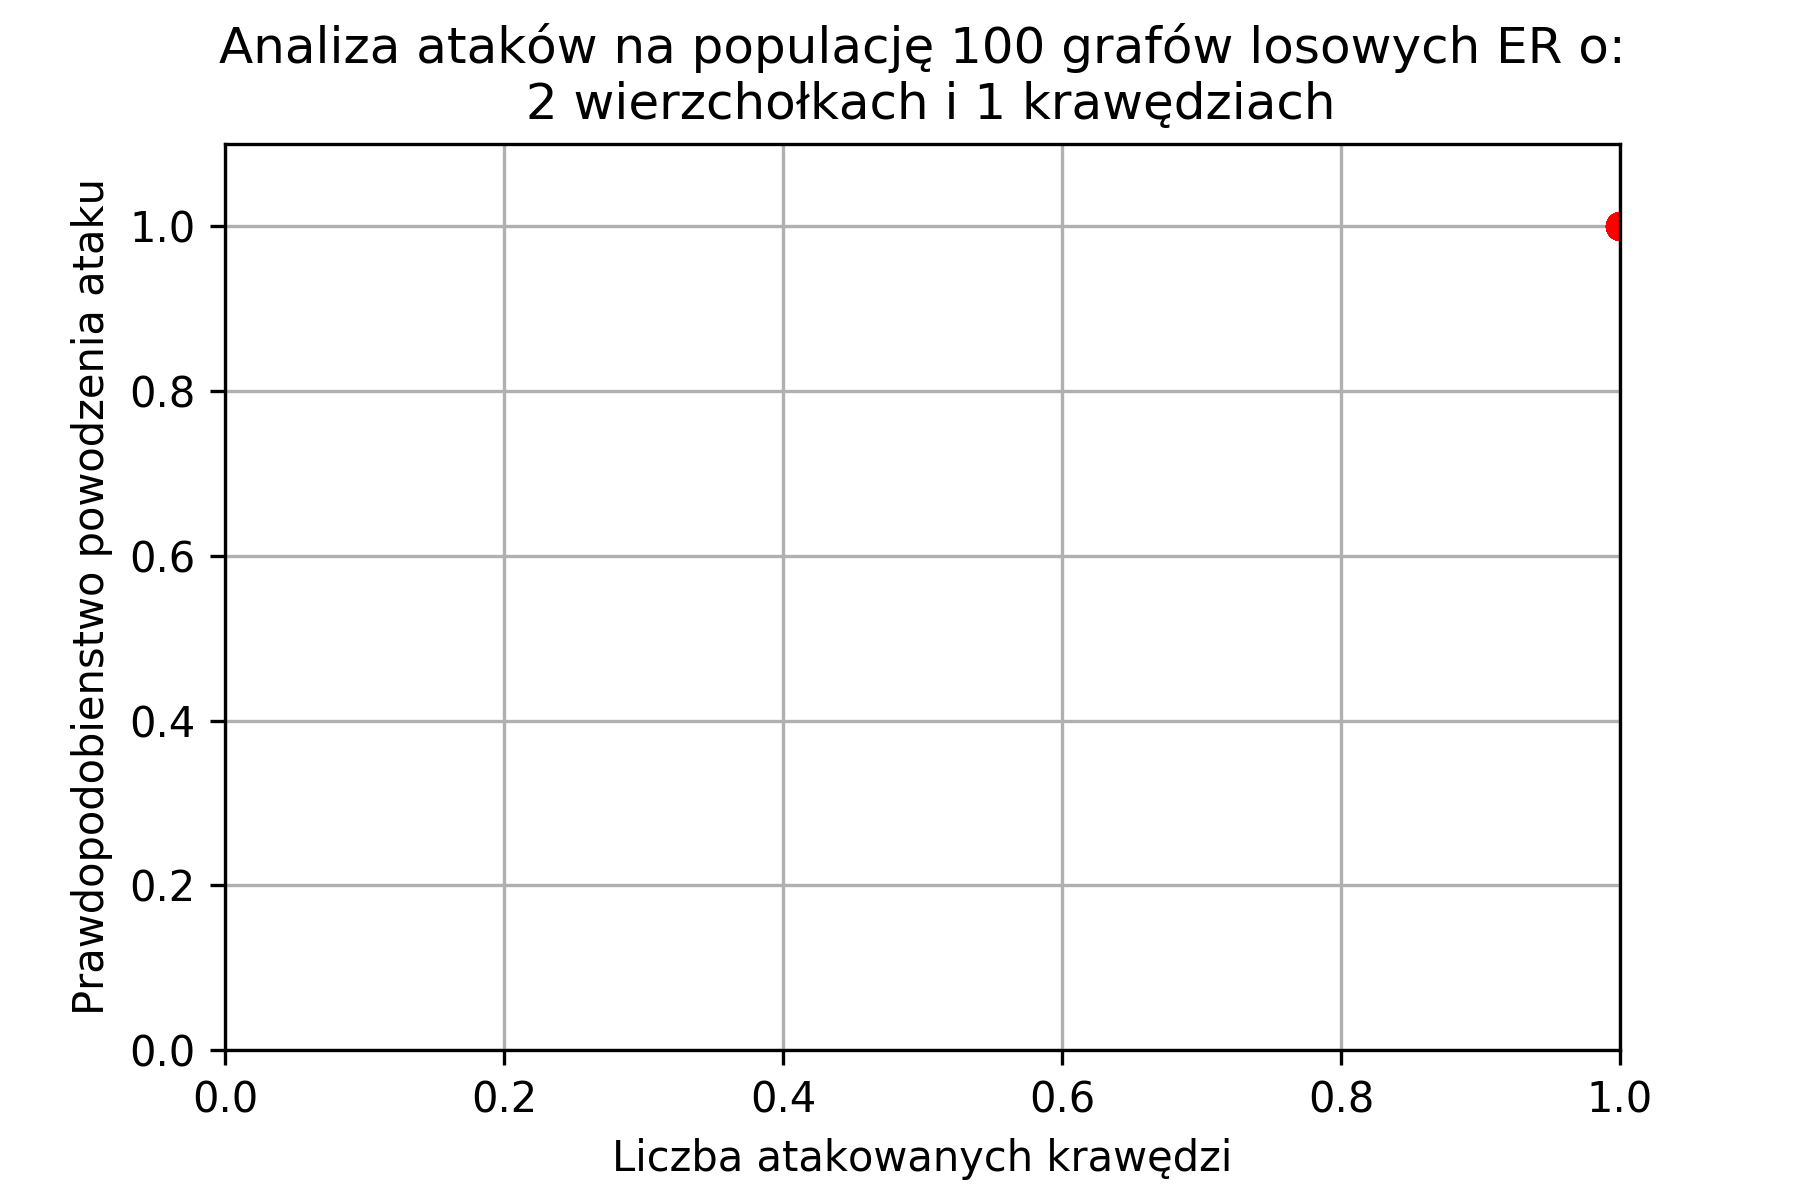 Analiza ataków na populację 100 grafów losowych ER o:
2 wierzchołkach i 1 krawędziach
Prawdopodobienstwo powodzenia ataku
1.0
0.8
0.6
0.4
0.2
0.0
0.0 0.2 0.4 0.6 0.8 1.0
Liczba atakowanych krawędzi